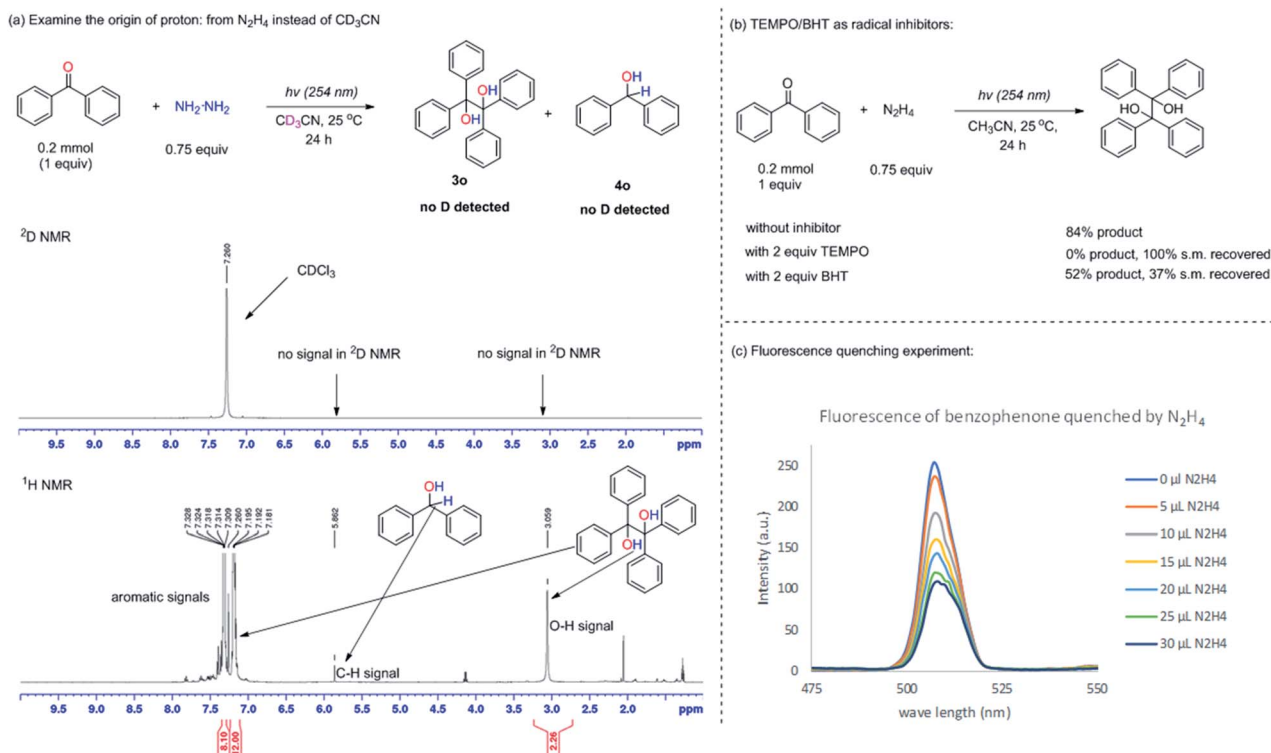 (a) Examine the origin of proton: from N₂H₄ instead of CD₃CN
O
+
NH₂-NH₂
hv (254 nm)
CD₃CN, 25 °C
24 h
0.2 mmol
(1 equiv)
0.75 equiv
OH
OH
3o
no D detected
+
OH
H
4o
no D detected
²D NMR
7.260
CDCl₃
no signal in ²D NMR
no signal in ²D NMR
9.5 9.0 8.5 8.0 7.5 7.0 6.5 6.0 5.5 5.0 4.5 4.0 3.5 3.0 2.5 2.0 ppm
¹H NMR
7.328
7.324
7.318
7.314
7.309
7.260
7.195
7.192
7.181
5.862
3.059
OH
H
OH
OH
aromatic signals
C-H signal
O-H signal
9.5 9.0 8.5 8.0 7.5 7.0 6.5 6.0 5.5 5.0 4.5 4.0 3.5 3.0 2.5 2.0 ppm
8.10
12.00
2.26
(b) TEMPO/BHT as radical inhibitors:
O
+ N₂H₄
hv (254 nm)
CH₃CN, 25 °C,
24 h
HO OH
0.2 mmol
1 equiv
0.75 equiv
without inhibitor 84% product
with 2 equiv TEMPO 0% product, 100% s.m. recovered
with 2 equiv BHT 52% product, 37% s.m. recovered
(c) Fluorescence quenching experiment:
Fluorescence of benzophenone quenched by N₂H₄
Intensity (a.u.)
250
200
150
100
50
0
475 500 525 550
wave length (nm)
0 µl N2H4
5 µL N2H4
10 µL N2H4
15 µL N2H4
20 µL N2H4
25 µL N2H4
30 µL N2H4